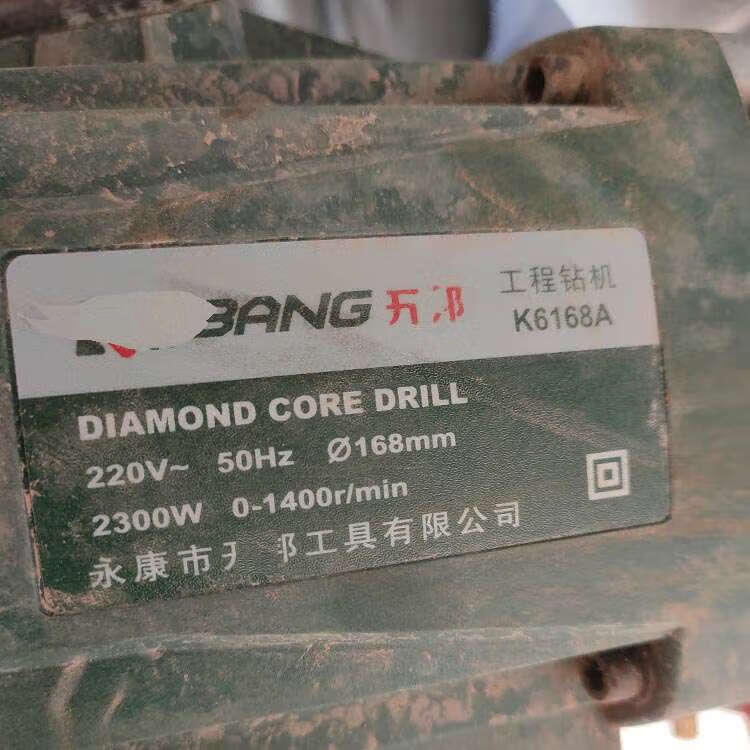 BANG
工程钻机
K6168A
DIAMOND CORE DRILL
220V~ 50Hz Ø168mm
2300W 0-1400r/min
永康市 邦工具有限公司